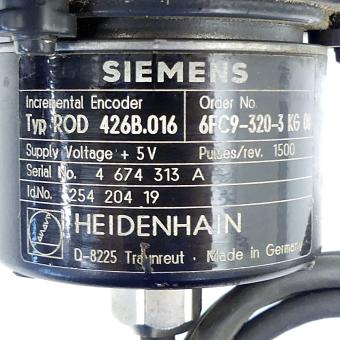 SIEMENS
Incremental Encoder Order No.
Typ ROD 426B.016 6FC9-320-3 KG
Supply Voltage + 5V Pulses/rev. 1500
Serial No. 4 674 313 A
Id.No. 254 204 19
HEIDENHAIN
D-8225 Traunreut · Made in Germany